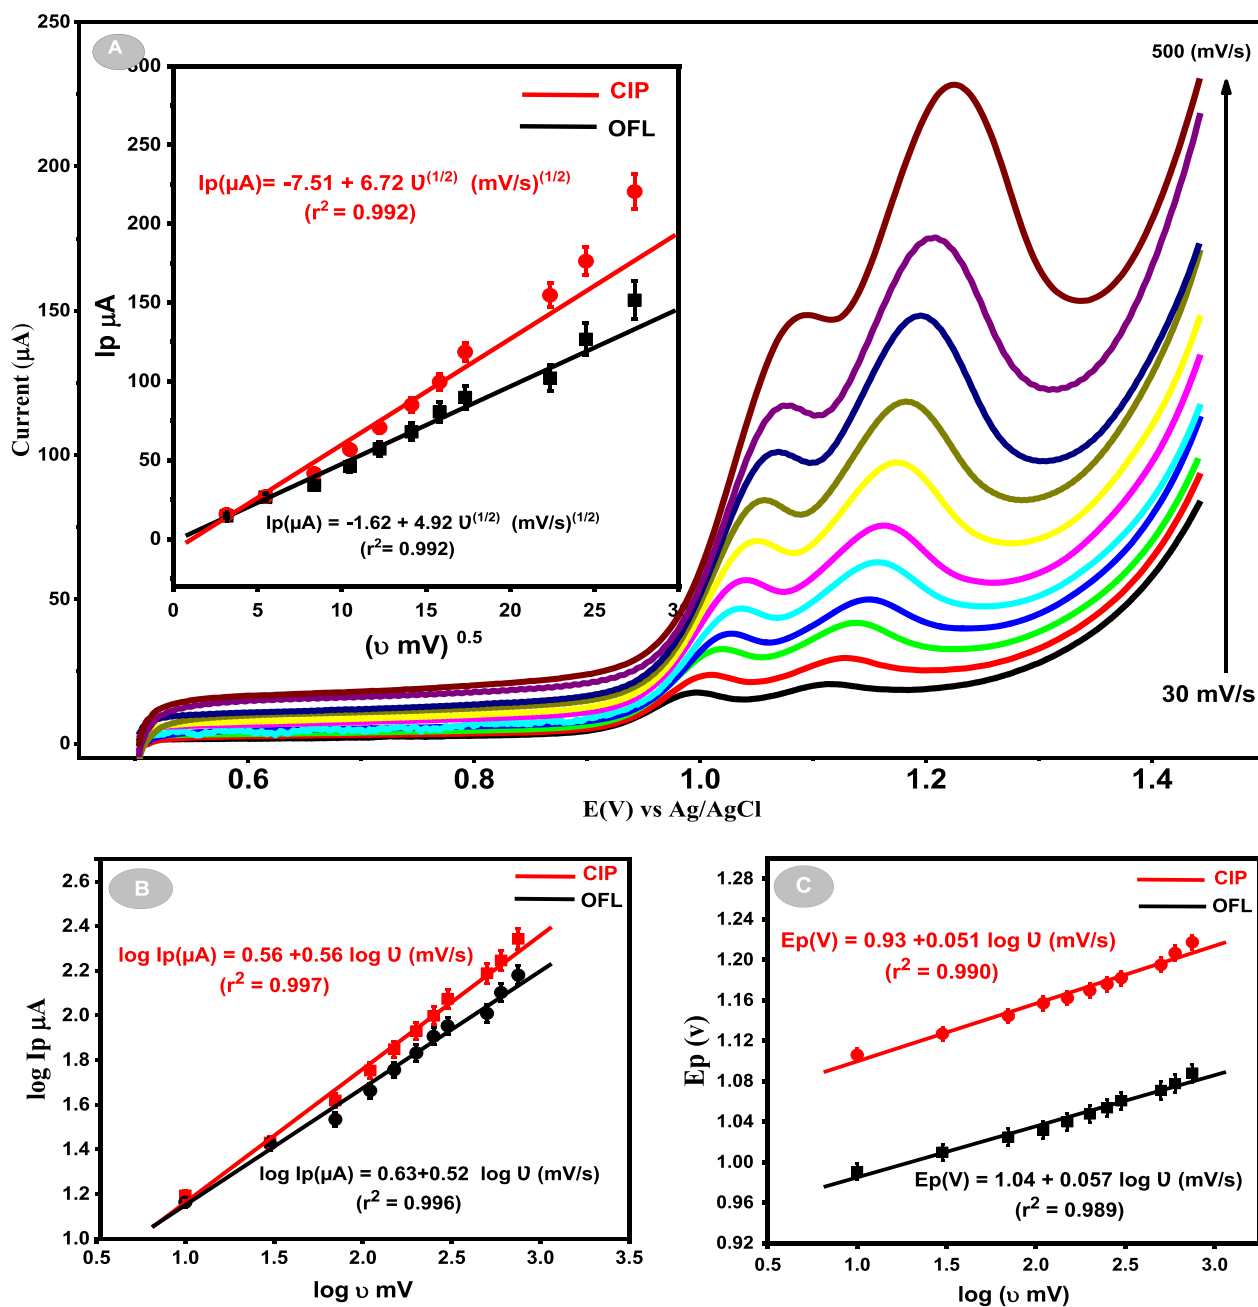 A
250
200
150
100
50
0
Current (µA)
0.6
0.8
1.0
1.2
1.4
E(V) vs Ag/AgCl
500 (mV/s)
30 mV/s
300
250
200
150
100
50
0
Ip µA
0
5
10
15
20
25
3
(υ mV) 0.5
CIP
OFL
Ip(µA)= -7.51 + 6.72 Ʋ(1/2) (mV/s)(1/2)
(r2 = 0.992)
Ip(µA) = -1.62 + 4.92 Ʋ(1/2) (mV/s)(1/2)
(r2= 0.992)
B
2.6
2.4
2.2
2.0
1.8
1.6
1.4
1.2
1.0
log Ip µA
0.5
1.0
1.5
2.0
2.5
3.0
3.5
log υ mV
CIP
OFL
log Ip(µA) = 0.56 +0.56 log Ʋ (mV/s)
(r2 = 0.997)
log Ip(µA) = 0.63+0.52 log Ʋ (mV/s)
(r2 = 0.996)
C
1.28
1.24
1.20
1.16
1.12
1.08
1.04
1.00
0.96
0.92
Ep (v)
0.5
1.0
1.5
2.0
2.5
3.0
log (υ mV)
CIP
OFL
Ep(V) = 0.93 +0.051 log Ʋ (mV/s)
(r2 = 0.990)
Ep(V) = 1.04 + 0.057 log Ʋ (mV/s)
(r2 = 0.989)